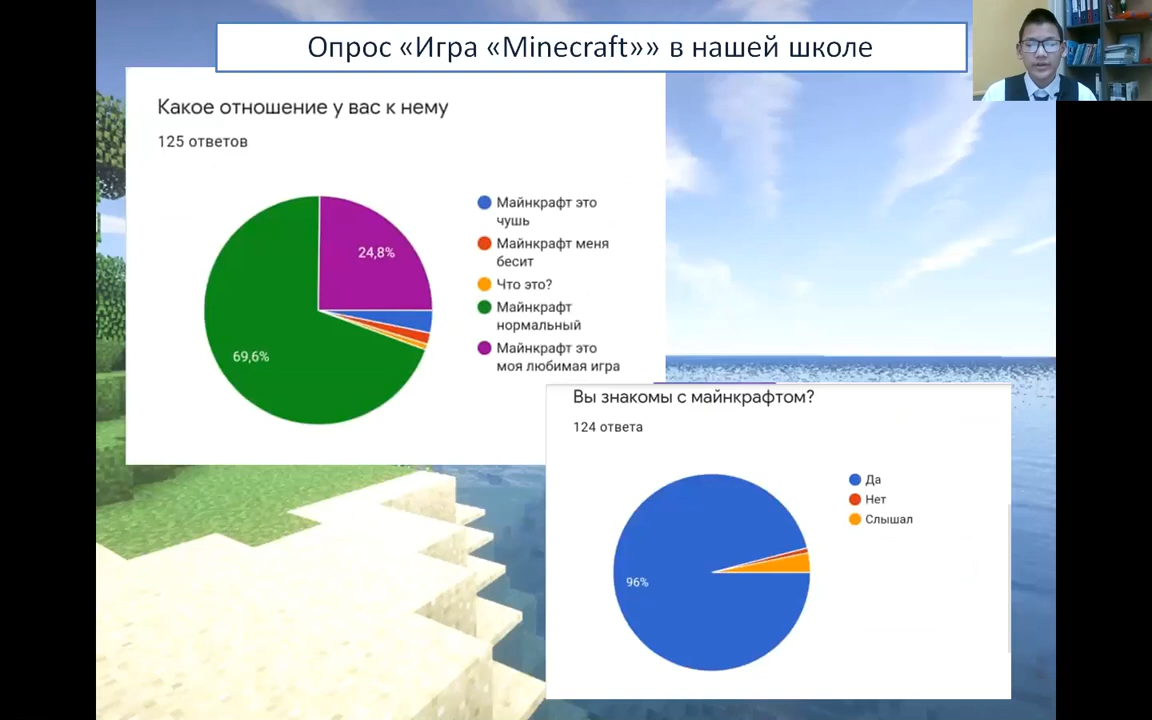 Опрос «Игра «Minecraft»» в нашей школе
Какое отношение у вас к нему
125 ответов
24,8%
69,6%
Майнкрафт это
чушь
Майнкрафт меня
бесит
Что это?
Майнкрафт
нормальный
Майнкрафт это
моя любимая игра
Вы знакомы с майнкрафтом?
124 ответа
96%
Да
Нет
Слышал